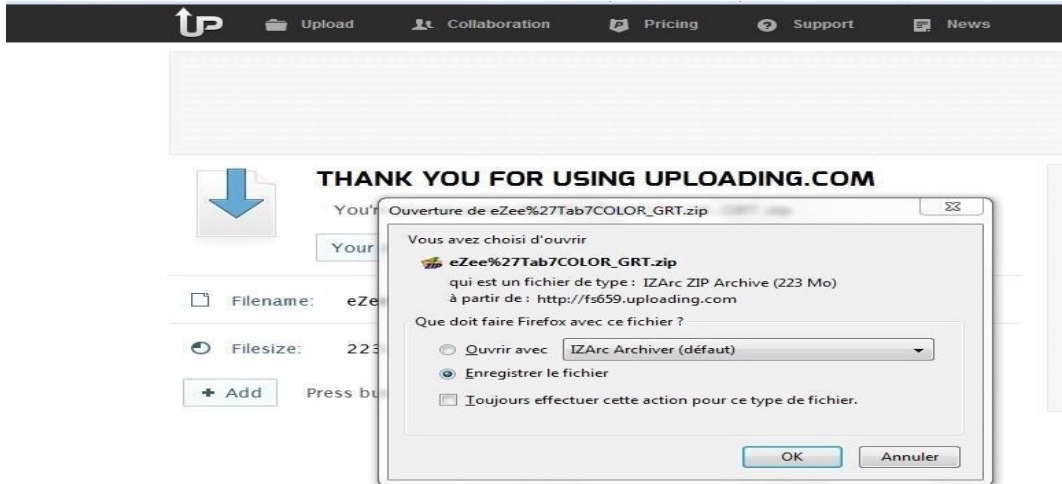 UP Upload Collaboration Pricing Support News
THANK YOU FOR USING UPLOADING.COM
You'r
Your
Filename: eZe
Filesize: 223
+ Add Press bu
Ouverture de eZee%27Tab7COLOR_GRT.zip
Vous avez choisi d'ouvrir
eZee%27Tab7COLOR_GRT.zip
qui est un fichier de type : IZArc ZIP Archive (223 Mo)
à partir de : http://fs659.uploading.com
Que doit faire Firefox avec ce fichier ?
Ouvrir avec IZArc Archiver (défaut)
Enregistrer le fichier
Toujours effectuer cette action pour ce type de fichier.
OK Annuler